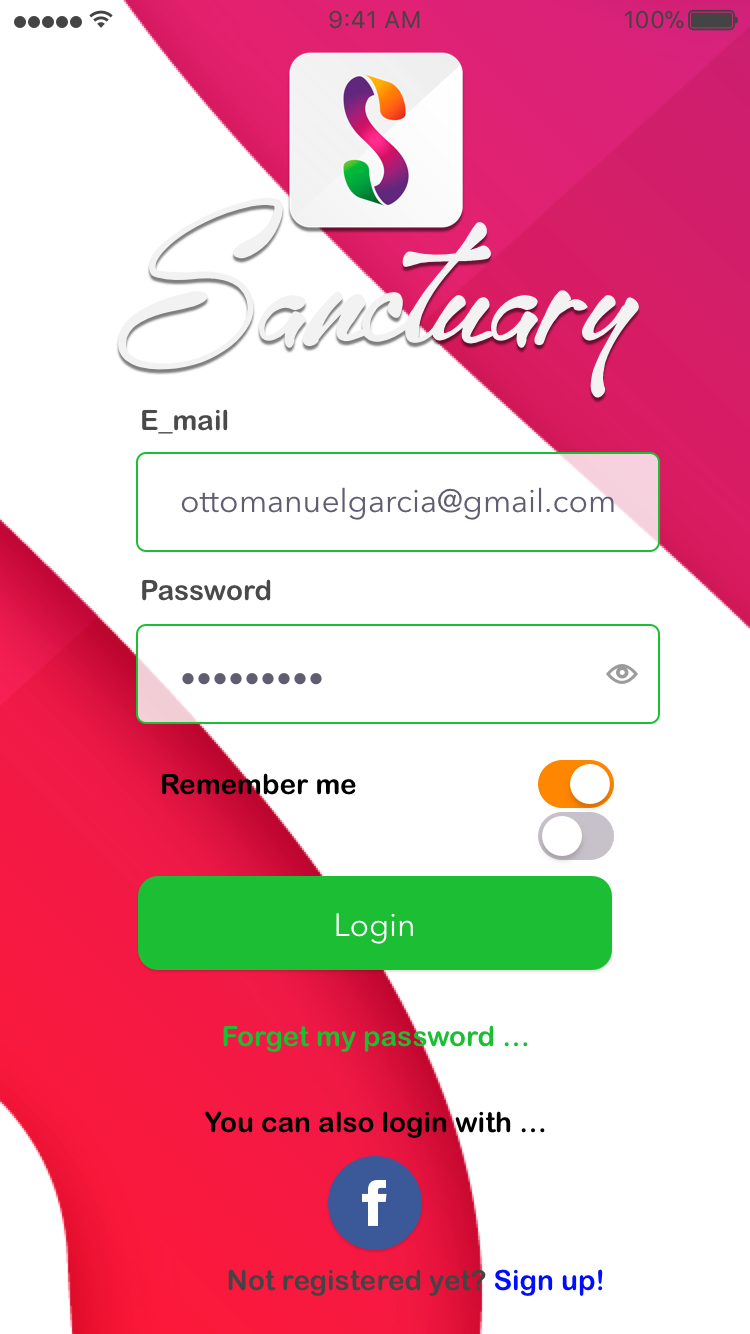 9:41 AM 100%
S
Sanctuary
E_mail
ottomanuelgarcia@gmail.com
Password
•••••••••
Remember me
Login
Forget my password ...
You can also login with ...
f
Not registered yet? Sign up!